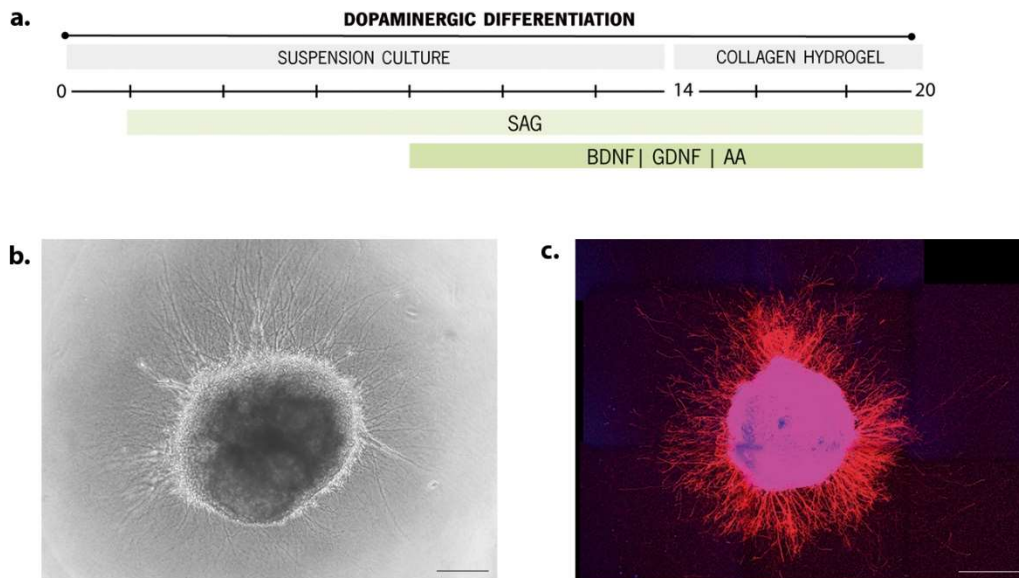 a.
DOPAMINERGIC DIFFERENTIATION
SUSPENSION CULTURE COLLAGEN HYDROGEL
0 14 20
SAG
BDNF| GDNF | AA
b. c.